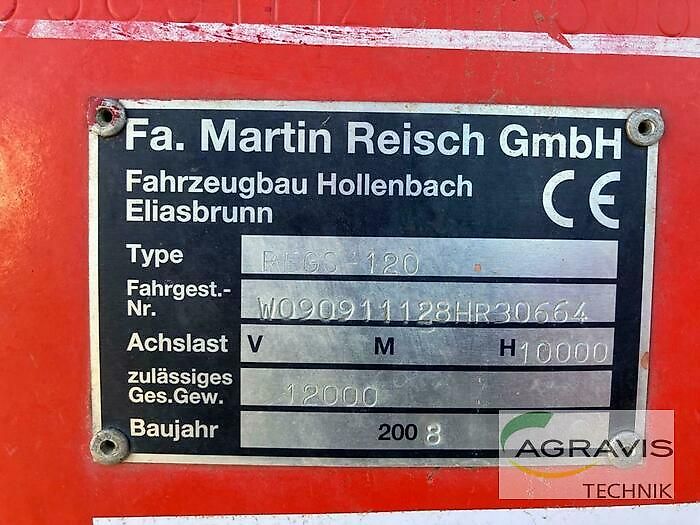 Fa. Martin Reisch GmbH
Fahrzeugbau Hollenbach
Eliasbrunn
CE
Type 120
Fahrgest.-
Nr. W090911128HR30664
Achslast V M H 10000
zulässiges
Ges.Gew. 12000
Baujahr 2008
AGRAVIS
TECHNIK